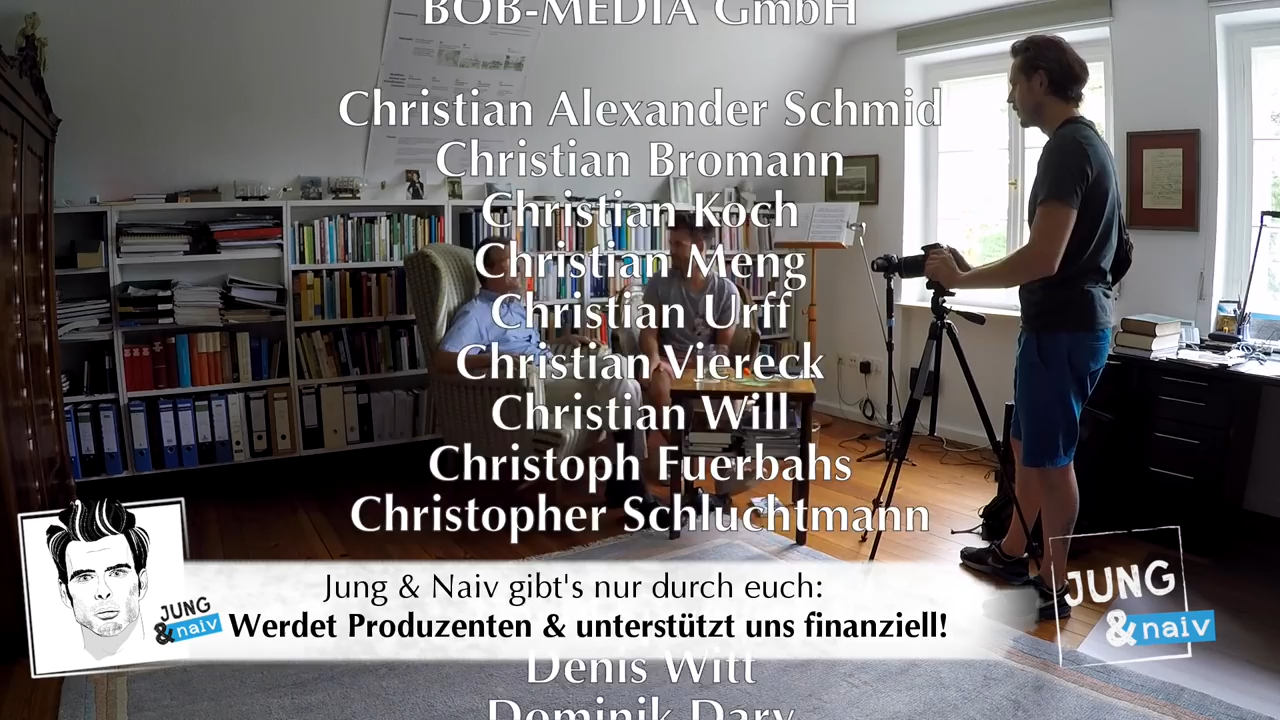 BOB-MEDIA GmbH
Christian Alexander Schmid
Christian Bromann
Christian Koch
Christian Meng
Christian Urff
Christian Viereck
Christian Will
Christoph Fuerbahs
Christopher Schluchtmann
Jung & Naiv gibt's nur durch euch:
Werdet Produzenten & unterstützt uns finanziell!
JUNG
& naiv
JUNG
& naiv
Denis Witt
Dominik Dary